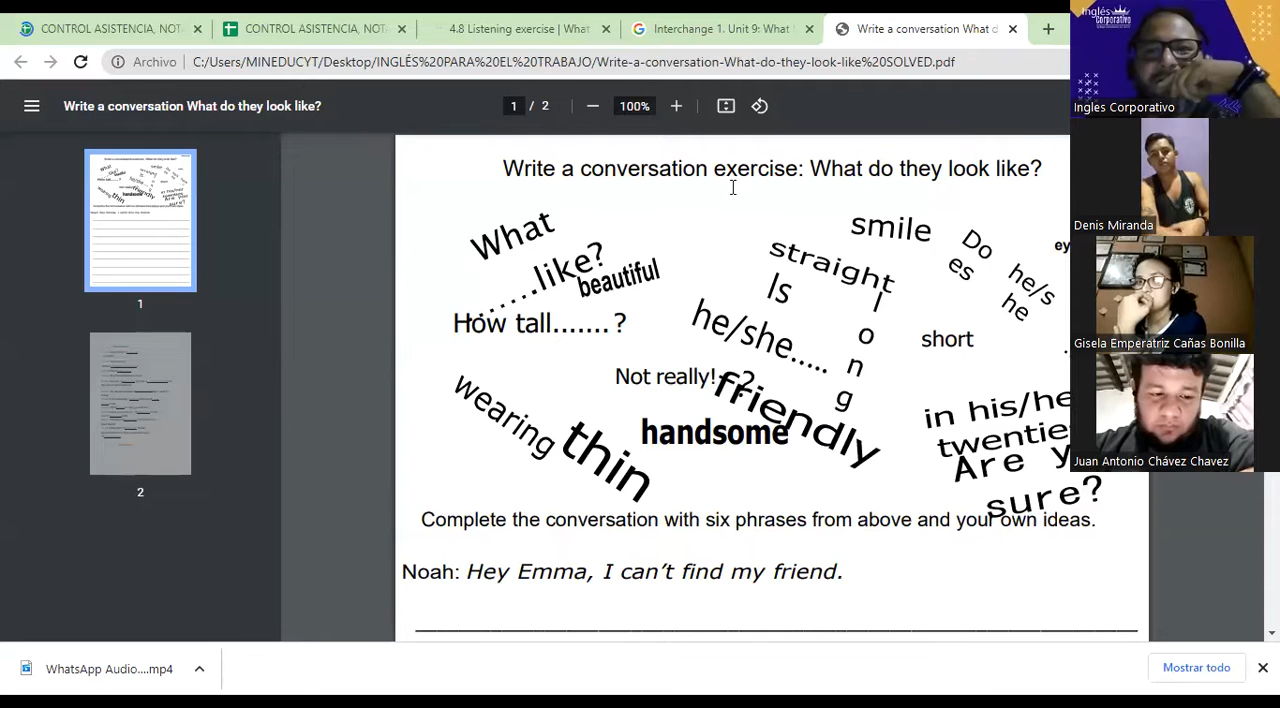 CONTROL ASISTENCIA, NOT
CONTROL ASISTENCIA, NOT
4.8 Listening exercise | What
Interchange 1. Unit 9: What
Write a conversation What d
Archivo
C:/Users/MINEDUCYT/Desktop/INGLÉS%20PARA%20EL%20TRABAJO/Write-a-conversation-What-do-they-look-like%20SOLVED.pdf
Write a conversation What do they look like?
1 / 2
100%
1
2
Write a conversation exercise: What do they look like?
What
......like?
beautiful
How tall.......?
straight
smile
Do
es
ey
he/s
he
Is
he/she.....
?
l
o
n
g
short
Not really!
friendly
wearing
thin
handsome
in his/he
twentie
Are y
sure?
Complete the conversation with six phrases from above and your own ideas.
Noah: Hey Emma, I can't find my friend.
WhatsApp Audio....mp4
Mostrar todo
Inglés
Corporativo
Inglés Corporativo
Denis Miranda
Gisela Emperatriz Cañas Bonilla
Juan Antonio Chávez Chavez